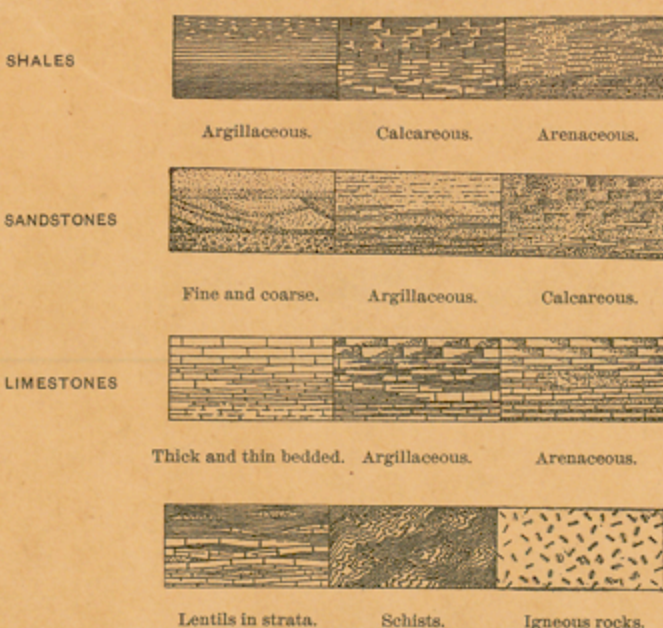 SHALES
Argillaceous. Calcareous. Arenaceous.
SANDSTONES
Fine and coarse. Argillaceous. Calcareous.
LIMESTONES
Thick and thin bedded. Argillaceous. Arenaceous.
Lentils in strata. Schists. Igneous rocks.